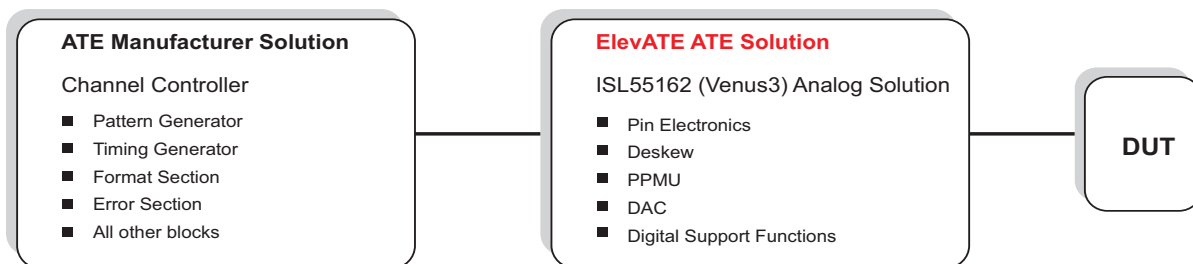 ATE Manufacturer Solution
Channel Controller
Pattern Generator
Timing Generator
Format Section
Error Section
All other blocks
ElevATE ATE Solution
ISL55162 (Venus3) Analog Solution
Pin Electronics
Deskew
PPMU
DAC
Digital Support Functions
DUT